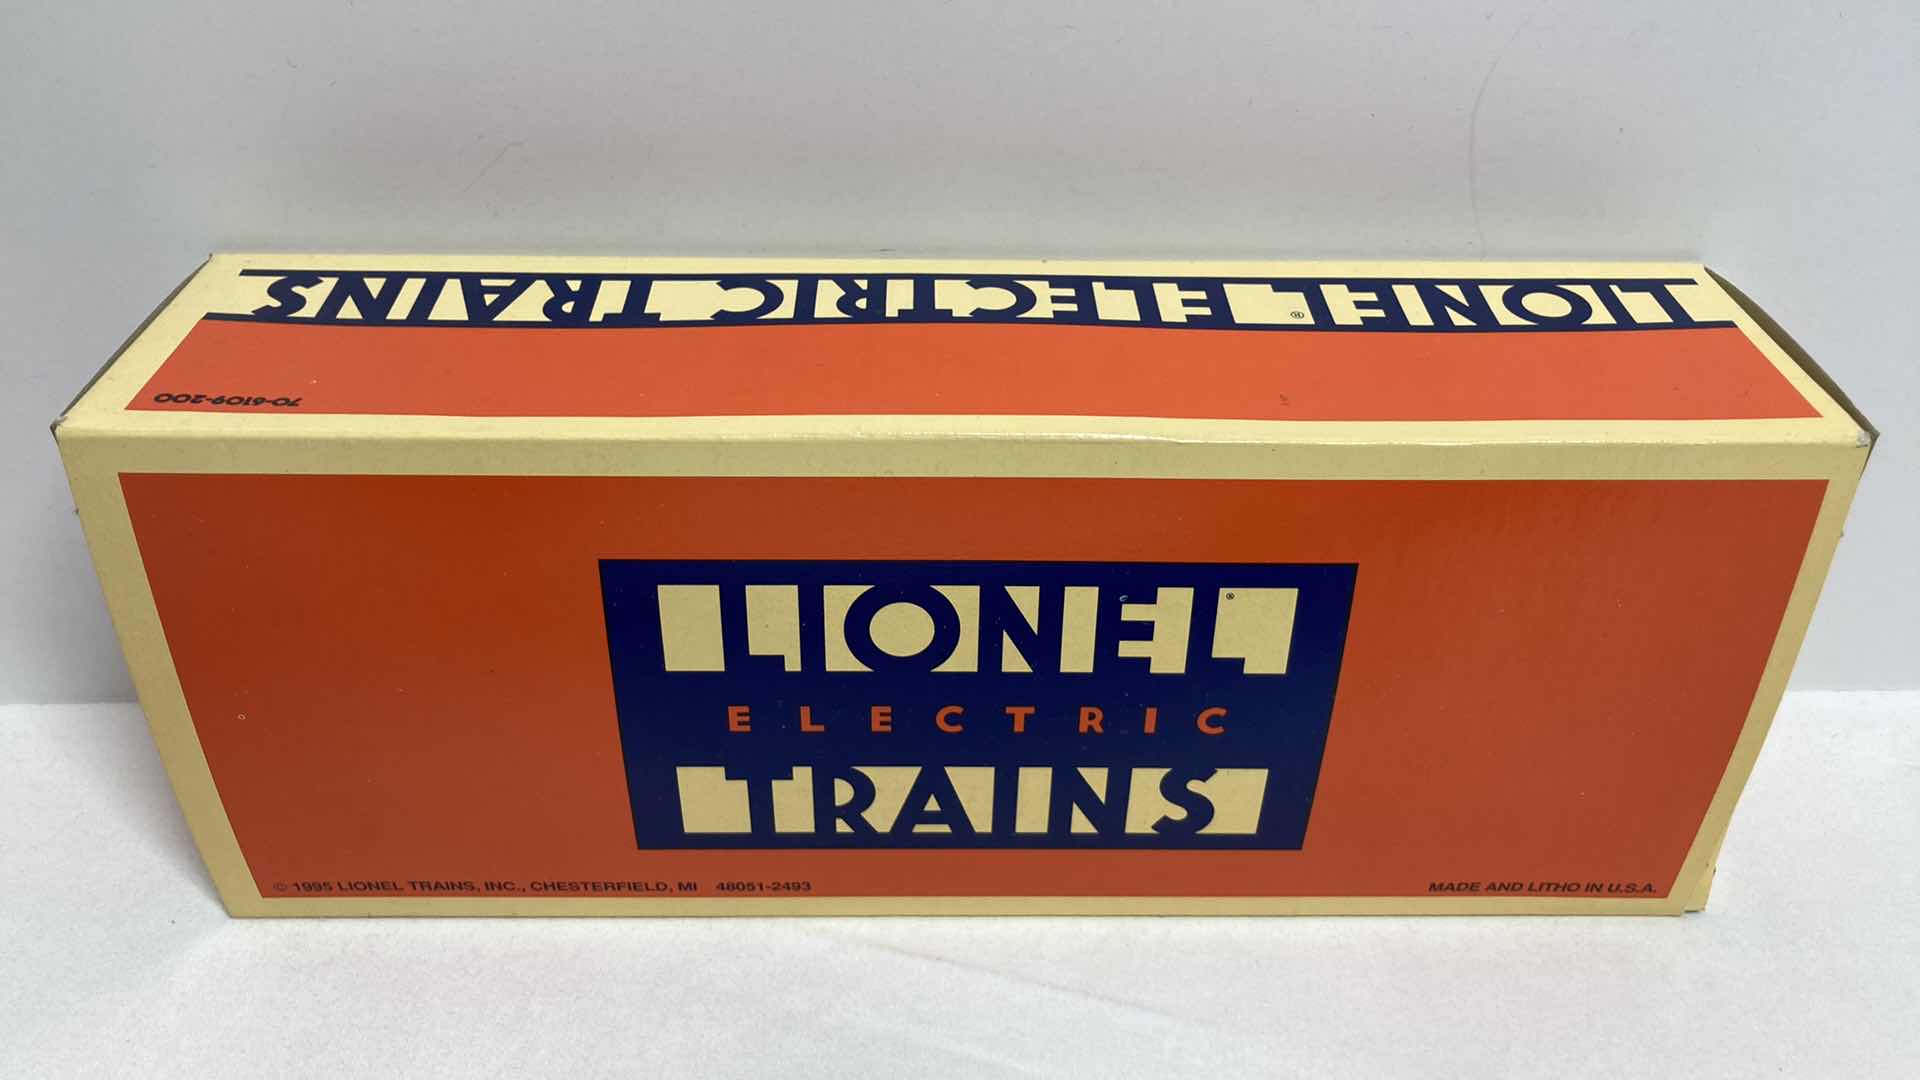 LIONEL® ELECTRIC TRAINS
70-6109-200
LIONEL®
ELECTRIC
TRAINS
© 1995 LIONEL TRAINS, INC., CHESTERFIELD, MI 48051-2493
MADE AND LITHO IN U.S.A.